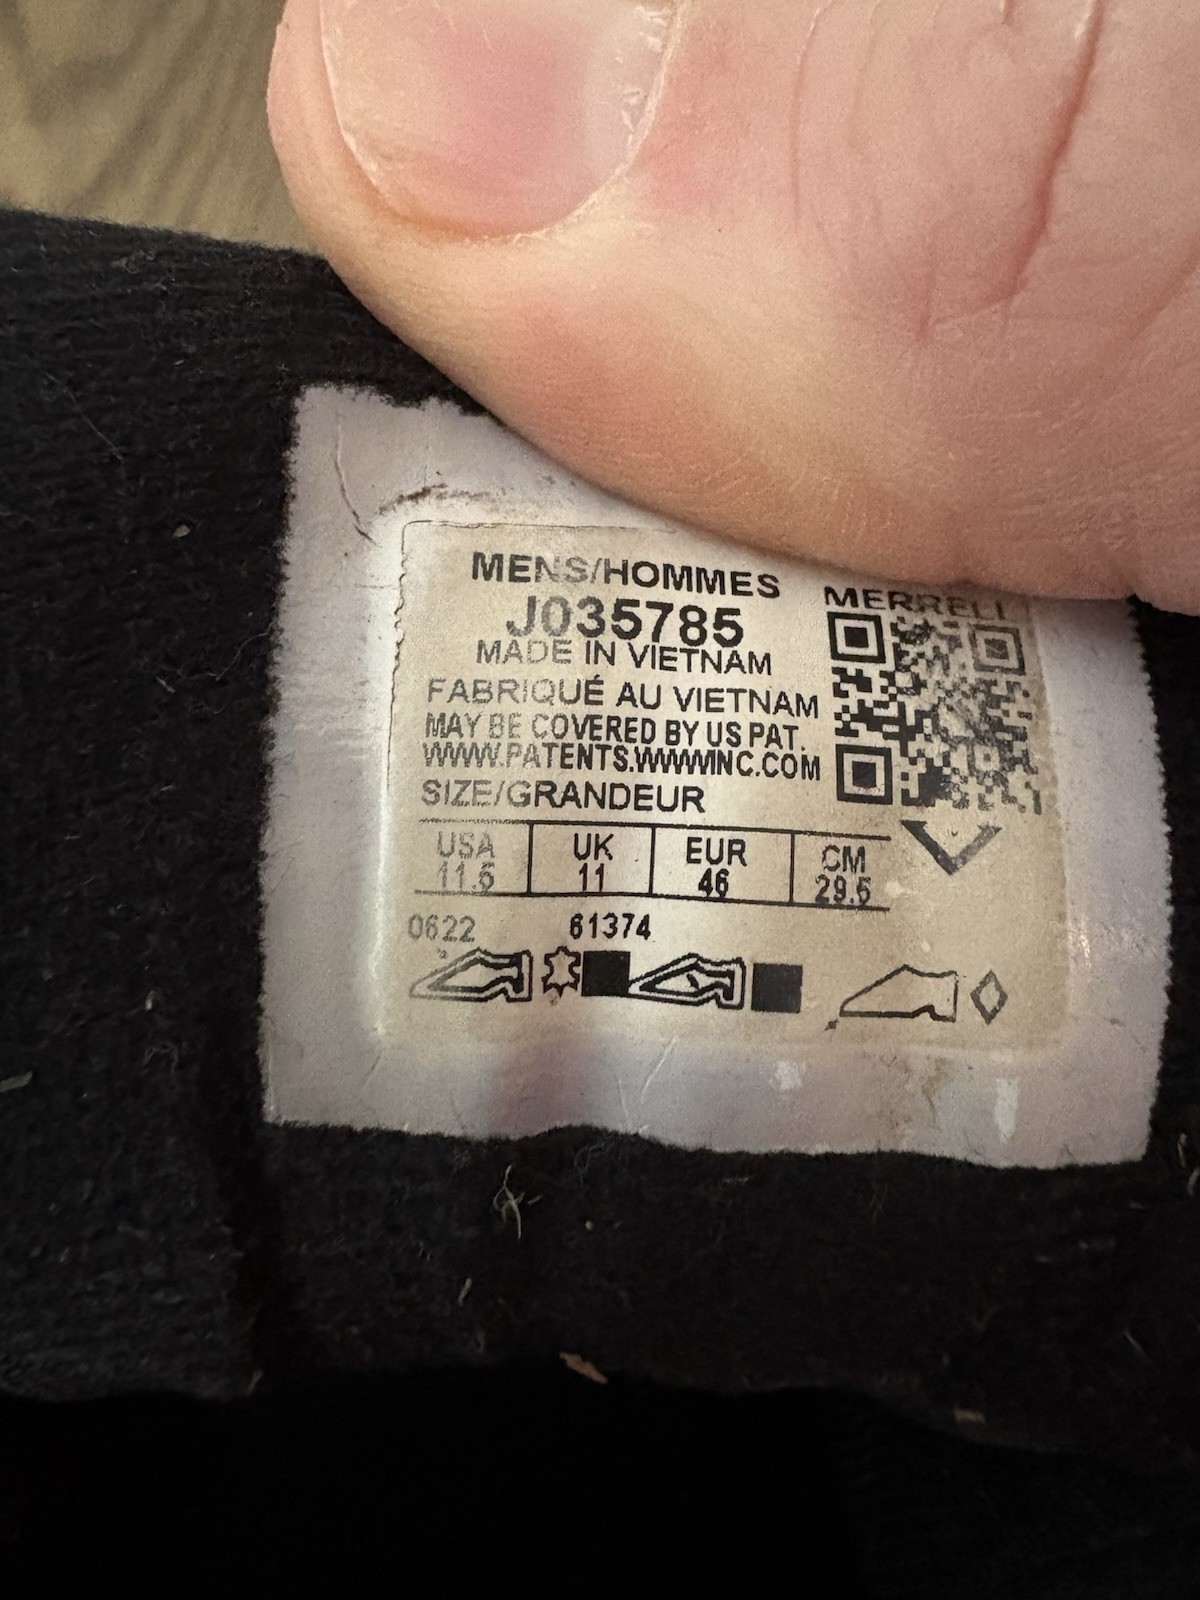 MENS/HOMMES
MERRELL
J035785
MADE IN VIETNAM
FABRIQUÉ AU VIETNAM
MAY BE COVERED BY US PAT.
WWW.PATENTS.WWWINC.COM
SIZE/GRANDEUR
USA UK EUR CM
11.5 11 46 29.5
0622 61374